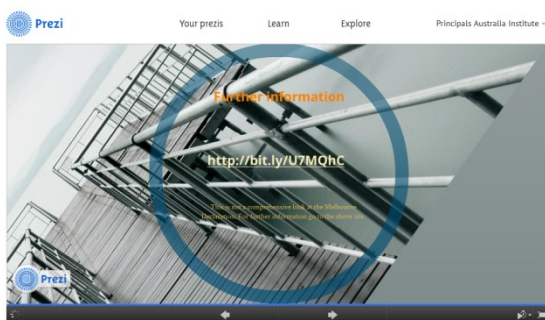 Prezi
Your prezis
Learn
Explore
Principals Australia Institute
Further information
http://bit.ly/U7MQhC
This is not a comprehensive look at the Melbourne
Declaration. For further information go to the above site.
Prezi